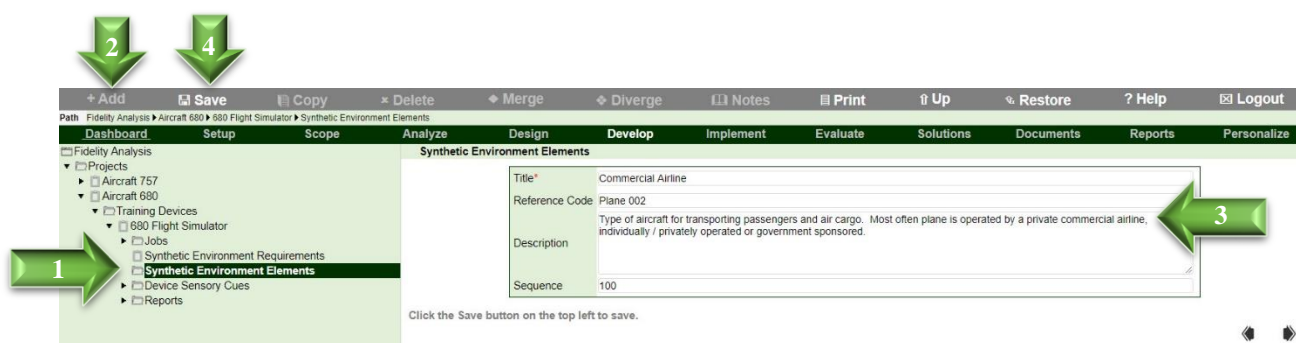 2
4
+ Add Save Copy × Delete Merge Diverge Notes Print Up Restore ? Help Logout
Path Fidelity Analysis Aircraft 680 680 Flight Simulator Synthetic Environment Elements
Dashboard Setup Scope Analyze Design Develop Implement Evaluate Solutions Documents Reports Personalize
Fidelity Analysis
Projects
Aircraft 757
Aircraft 680
Training Devices
680 Flight Simulator
Jobs
Synthetic Environment Requirements
1
Synthetic Environment Elements
Device Sensory Cues
Reports
Synthetic Environment Elements
Title* Commercial Airline
Reference Code Plane 002
Description Type of aircraft for transporting passengers and air cargo. Most often plane is operated by a private commercial airline,
individually / privately operated or government sponsored.
3
Sequence 100
Click the Save button on the top left to save.